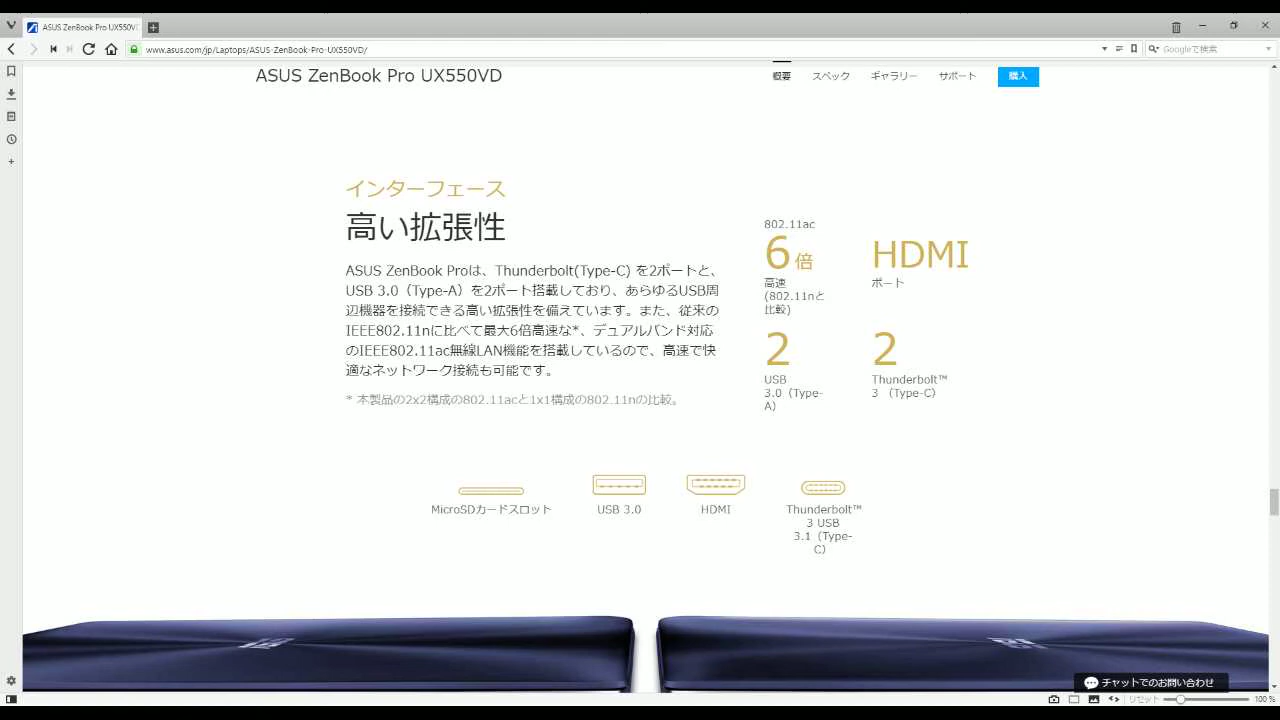 ASUS ZenBook Pro UX550VD
www.asus.com/jp/Laptops/ASUS-ZenBook-Pro-UX550VD/
Googleで検索
ASUS ZenBook Pro UX550VD
概要
スペック
ギャラリー
サポート
購入
インターフェース
高い拡張性
ASUS ZenBook Proは、Thunderbolt(Type-C) を2ポートと、
USB 3.0（Type-A）を2ポート搭載しており、あらゆるUSB周
辺機器を接続できる高い拡張性を備えています。また、従来の
IEEE802.11nに比べて最大6倍高速な*、デュアルバンド対応
のIEEE802.11ac無線LAN機能を搭載しているので、高速で快
適なネットワーク接続も可能です。
* 本製品の2x2構成の802.11acと1x1構成の802.11nの比較。
802.11ac
6倍
高速
(802.11nと
比較)
HDMI
ポート
2
USB
3.0（Type-
A）
2
Thunderbolt™
3 （Type-C）
MicroSDカードスロット
USB 3.0
HDMI
Thunderbolt™
3 USB
3.1（Type-
C）
チャットでのお問い合わせ
リセット
100 %